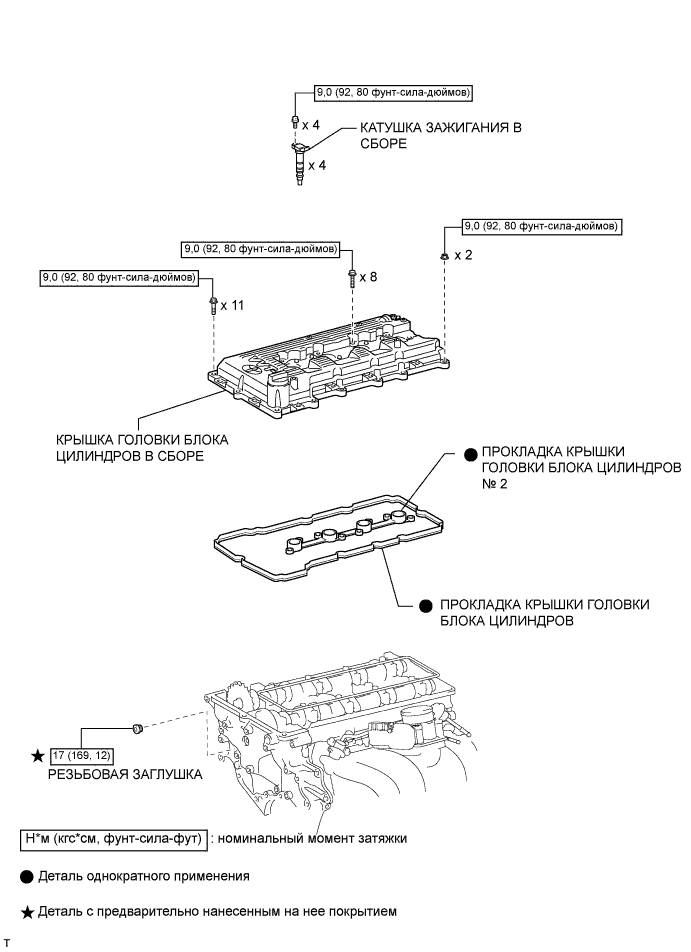 9,0 (92, 80 фунт-сила-дюймов)
x 4
КАТУШКА ЗАЖИГАНИЯ В
СБОРЕ
x 4
9,0 (92, 80 фунт-сила-дюймов)
x 2
9,0 (92, 80 фунт-сила-дюймов)
x 8
9,0 (92, 80 фунт-сила-дюймов)
x 11
КРЫШКА ГОЛОВКИ БЛОКА
ЦИЛИНДРОВ В СБОРЕ
ПРОКЛАДКА КРЫШКИ
ГОЛОВКИ БЛОКА ЦИЛИНДРОВ
№ 2
ПРОКЛАДКА КРЫШКИ ГОЛОВКИ
БЛОКА ЦИЛИНДРОВ
★ 17 (169, 12)
РЕЗЬБОВАЯ ЗАГЛУШКА
Н*м (кгс*см, фунт-сила-фут) : номинальный момент затяжки
● Деталь однократного применения
★ Деталь с предварительно нанесенным на нее покрытием
T